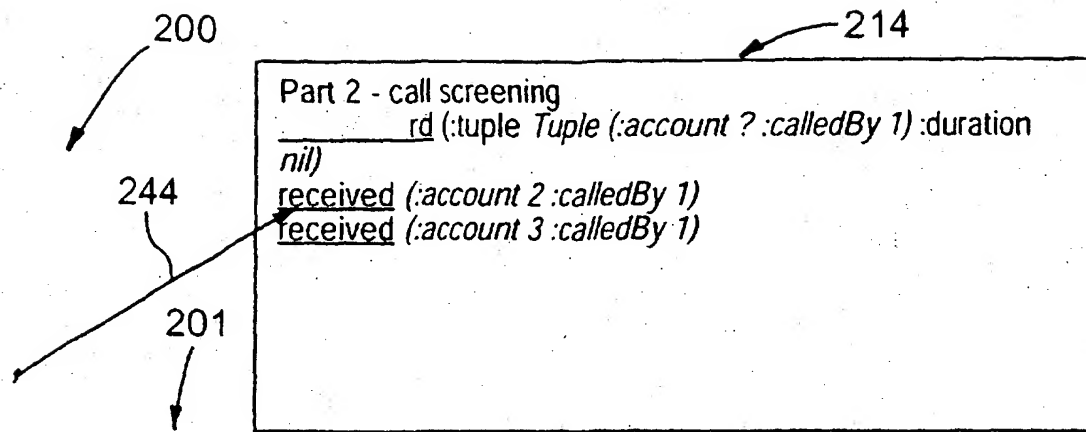 200
214
Part 2 - call screening
rd (:tuple Tuple (:account ? :calledBy 1) :duration
nil)
received (:account 2 :calledBy 1)
received (:account 3 :calledBy 1)
244
201